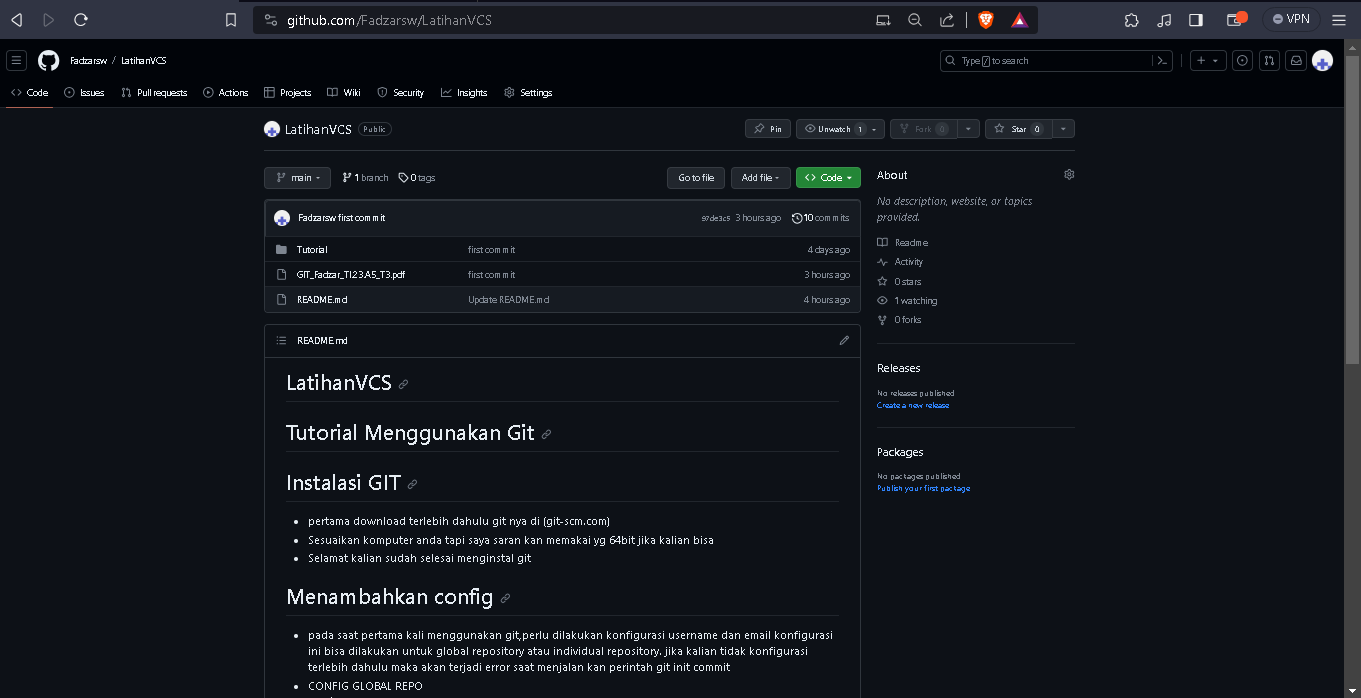 github.com/Fadzarsw/LatihanVCS
VPN
Fadzarsw / LatihanVCS
Type / to search
Code Issues Pull requests Actions Projects Wiki Security Insights Settings
LatihanVCS Public
Pin Unwatch 1 Fork 0 Star 0
main 1 branch 0 tags
Go to file Add file Code
Fadzarsw first commit 3 hours ago 10 commits
Tutorial first commit 4 days ago
GIT_Fadzar_TI.23.A5_T3.pdf first commit 3 hours ago
README.md Update README.md 4 hours ago
README.md
LatihanVCS
Tutorial Menggunakan Git
Instalasi GIT
pertama download terlebih dahulu git nya di (git-scm.com)
Sesuaikan komputer anda tapi saya saran kan memakai yg 64bit jika kalian bisa
Selamat kalian sudah selesai menginstal git
Menambahkan config
pada saat pertama kali menggunakan git,perlu dilakukan konfigurasi username dan email konfigurasi
ini bisa dilakukan untuk global repository atau individual repository. jika kalian tidak konfigurasi
terlebih dahulu maka akan terjadi error saat menjalan kan perintah git init commit
CONFIG GLOBAL REPO
About
No description, website, or topics
provided.
Readme
Activity
0 stars
1 watching
0 forks
Releases
No releases published
Create a new release
Packages
No packages published
Publish your first package